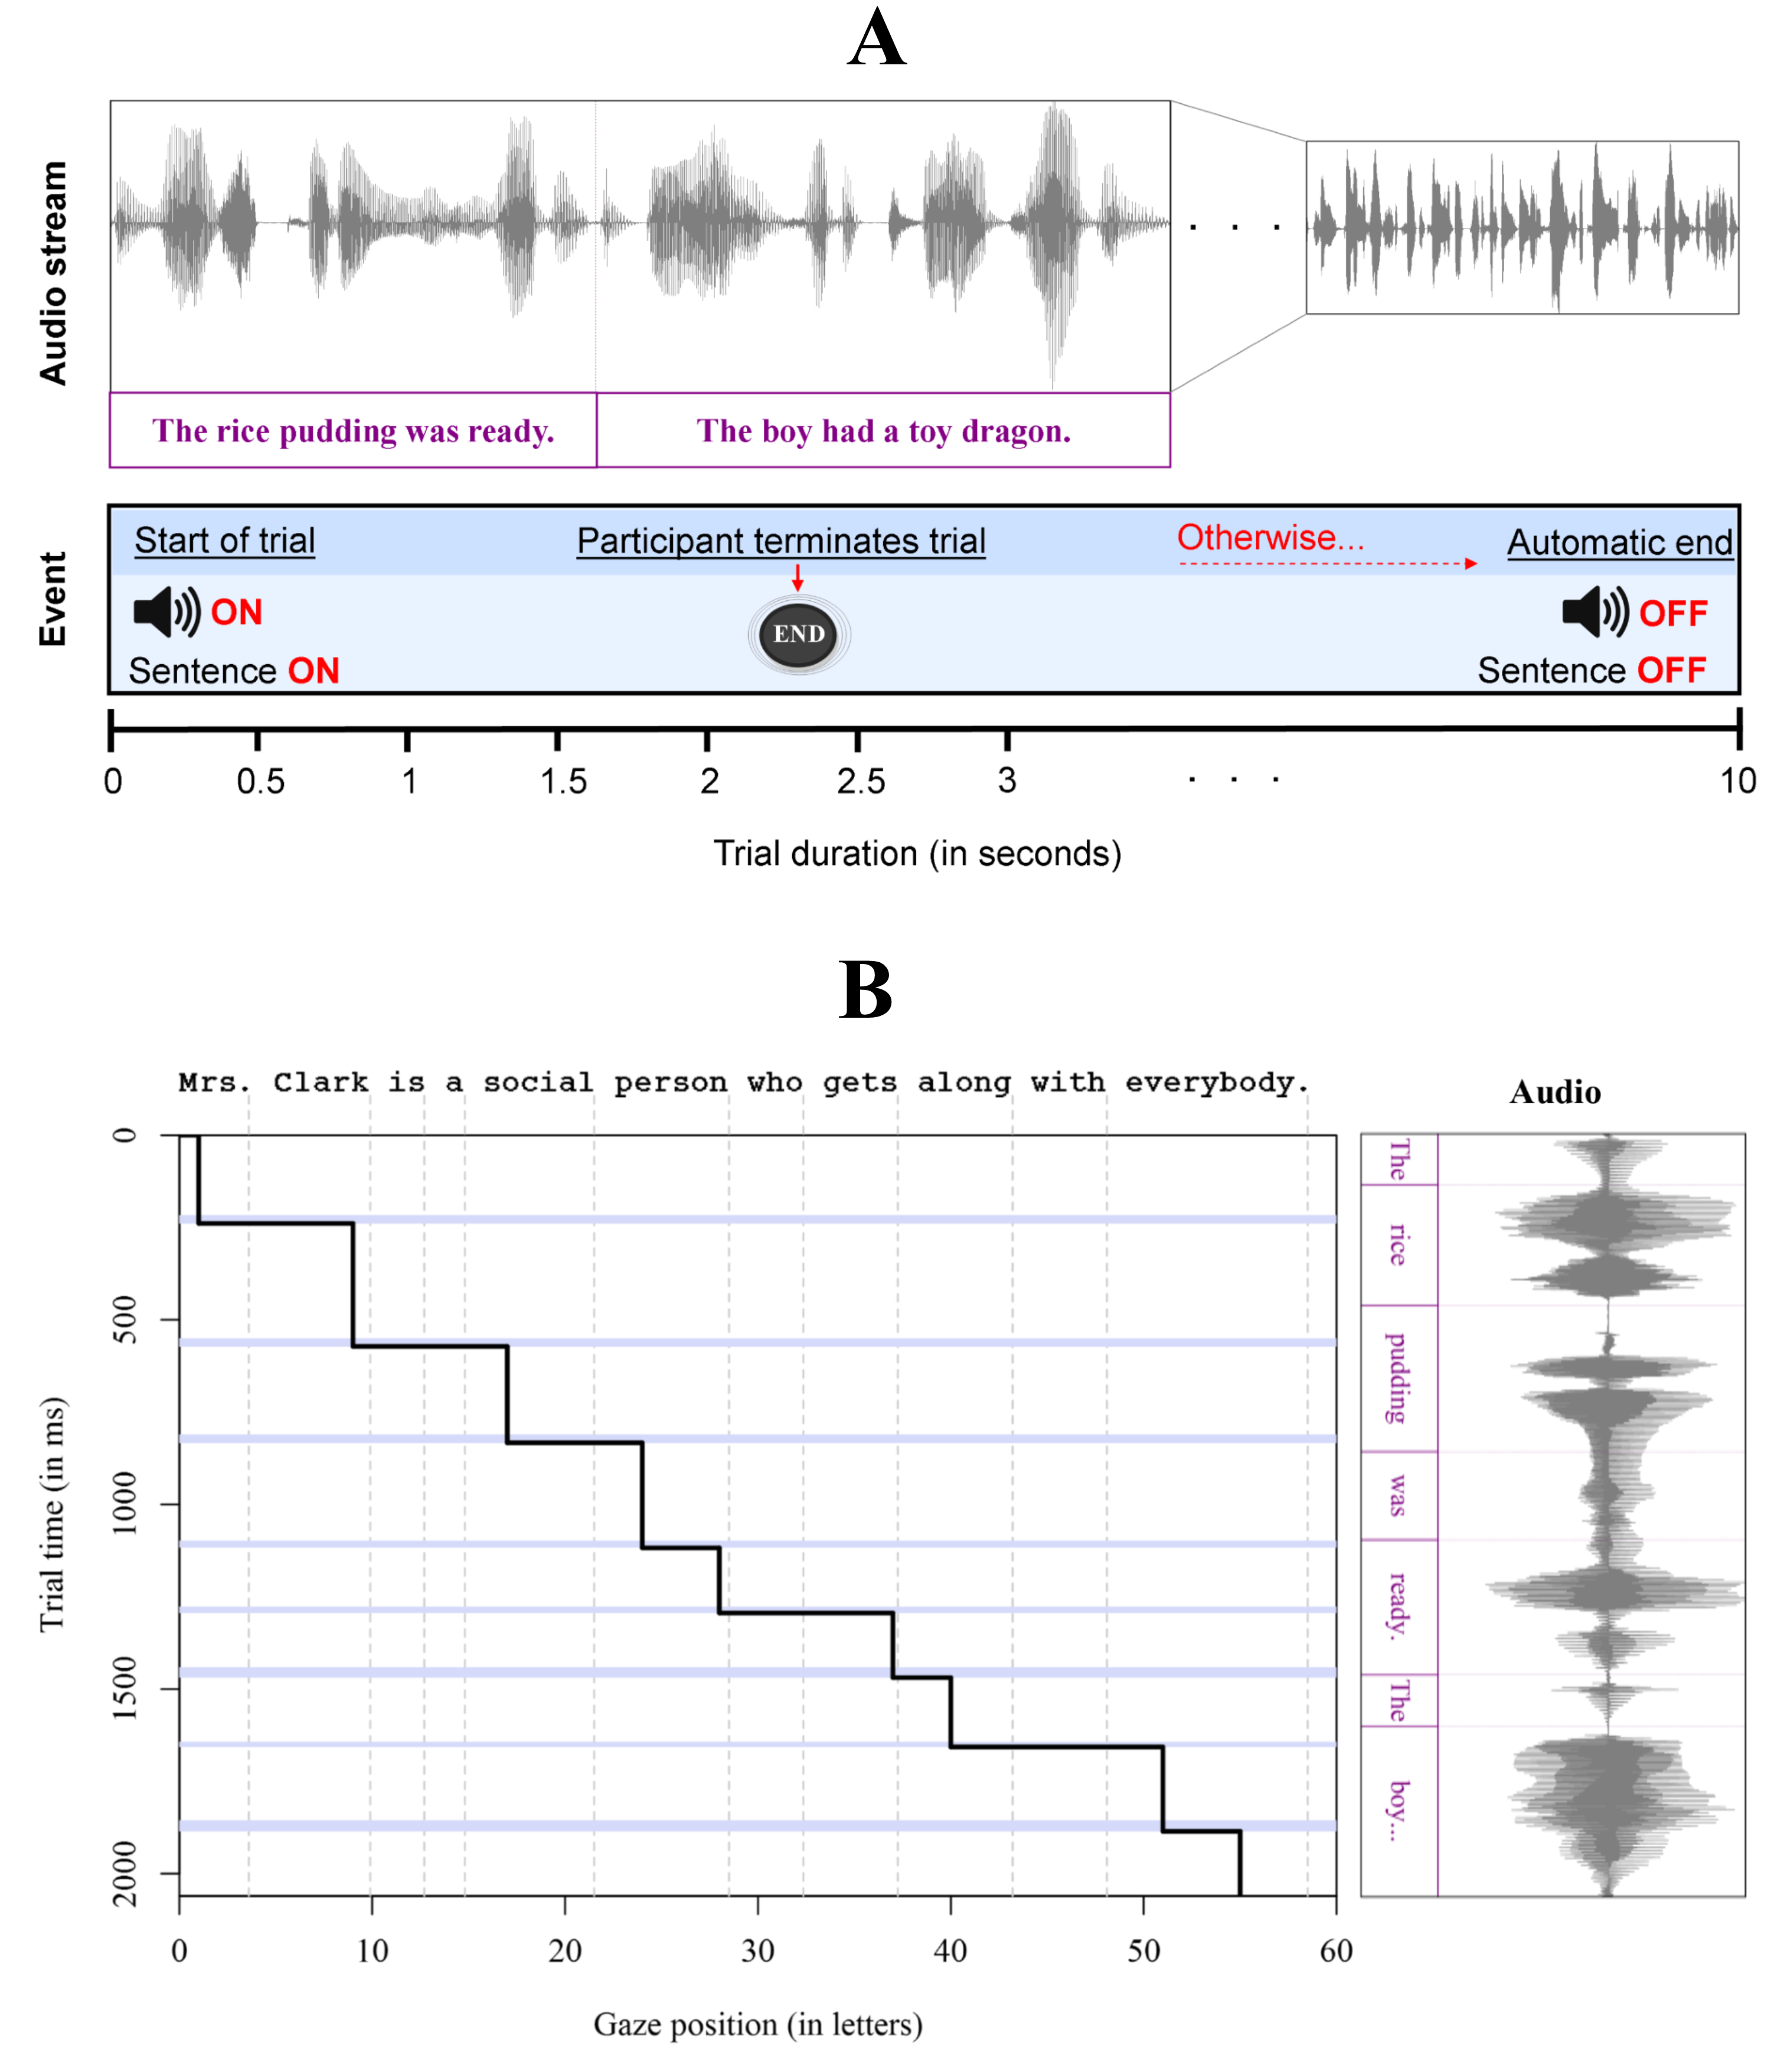 A
Audio stream
The rice pudding was ready.
The boy had a toy dragon.
. . .
Event
Start of trial
Participant terminates trial
Otherwise...
Automatic end
ON
END
OFF
Sentence ON
Sentence OFF
0 0.5 1 1.5 2 2.5 3 . . . 10
Trial duration (in seconds)
B
Mrs. Clark is a social person who gets along with everybody.
Audio
Trial time (in ms)
0
500
1000
1500
2000
The
rice
pudding
was
ready.
The
boy...
0 10 20 30 40 50 60
Gaze position (in letters)